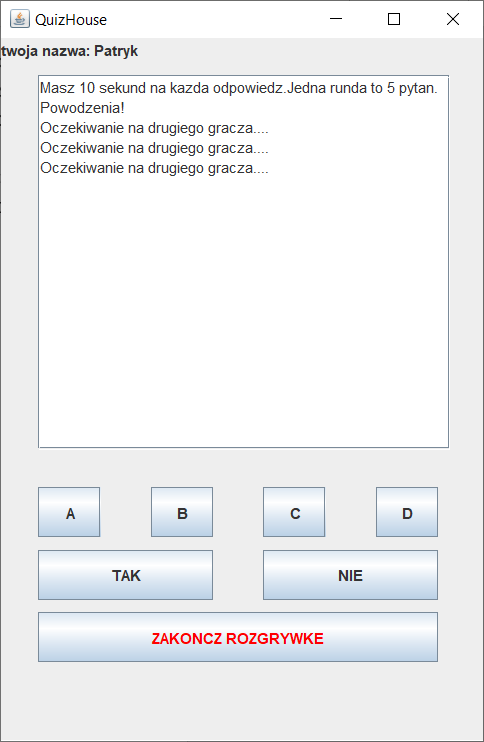 QuizHouse
twoja nazwa: Patryk
Masz 10 sekund na kazda odpowiedz.Jedna runda to 5 pytan.
Powodzenia!
Oczekiwanie na drugiego gracza....
Oczekiwanie na drugiego gracza....
Oczekiwanie na drugiego gracza....
A B C D
TAK NIE
ZAKONCZ ROZGRYWKE